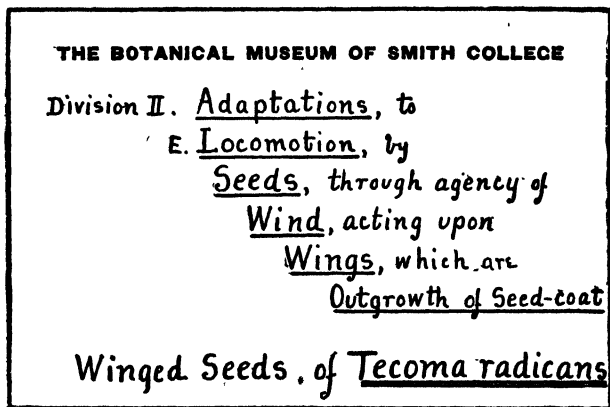 THE BOTANICAL MUSEUM OF SMITH COLLEGE
Division II. Adaptations, to
E. Locomotion, by
Seeds, through agency of
Wind, acting upon
Wings, which are
Outgrowth of Seed-coat
Winged Seeds, of Tecoma radicans